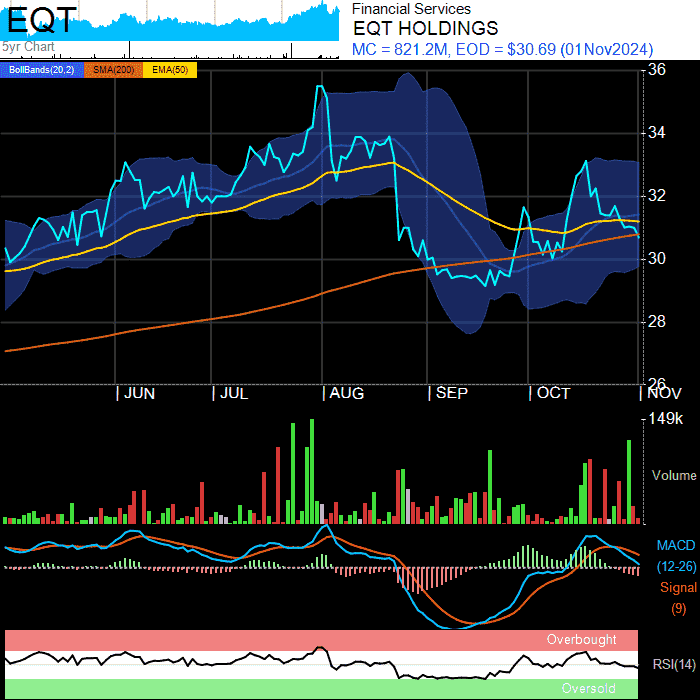 EQT
5yr Chart
Financial Services
EQT HOLDINGS
MC = 821.2M, EOD = $30.69 (01Nov2024)
BollBands(20,2) SMA(200) EMA(50)
36
34
32
30
28
26
JUN JUL AUG SEP OCT NOV
149k
Volume
MACD
(12-26)
Signal
(9)
Overbought
RSI(14)
Oversold